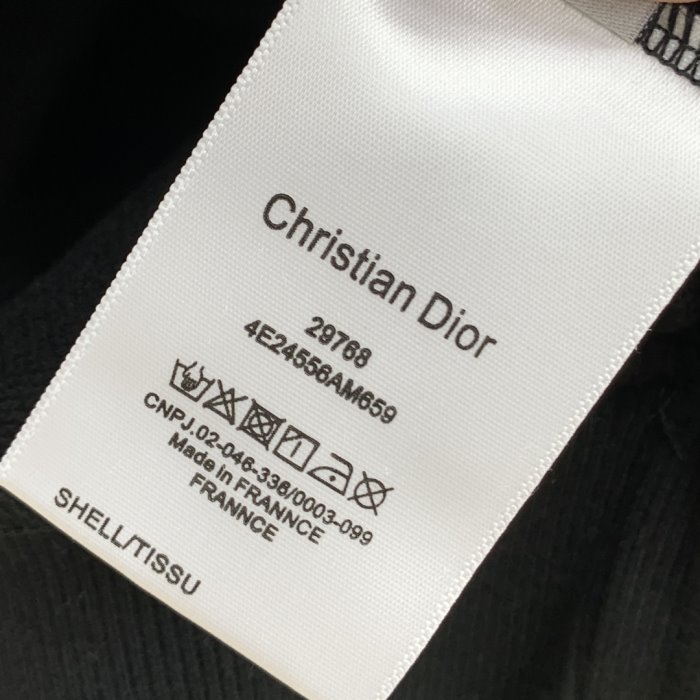 Christian Dior
29768
4E24556AM659
CNPJ.02-046-336/0003-099
Made in FRANNCE
FRANNCE
SHELL/TISSU